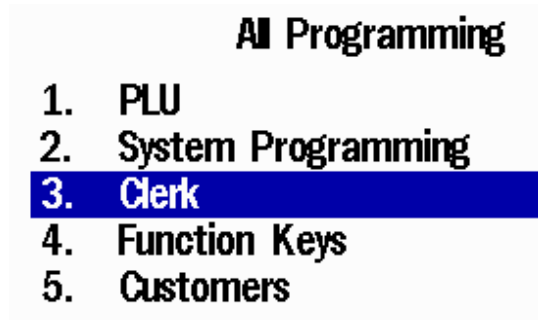 All Programming
1. PLU
2. System Programming
3. Clerk
4. Function Keys
5. Customers